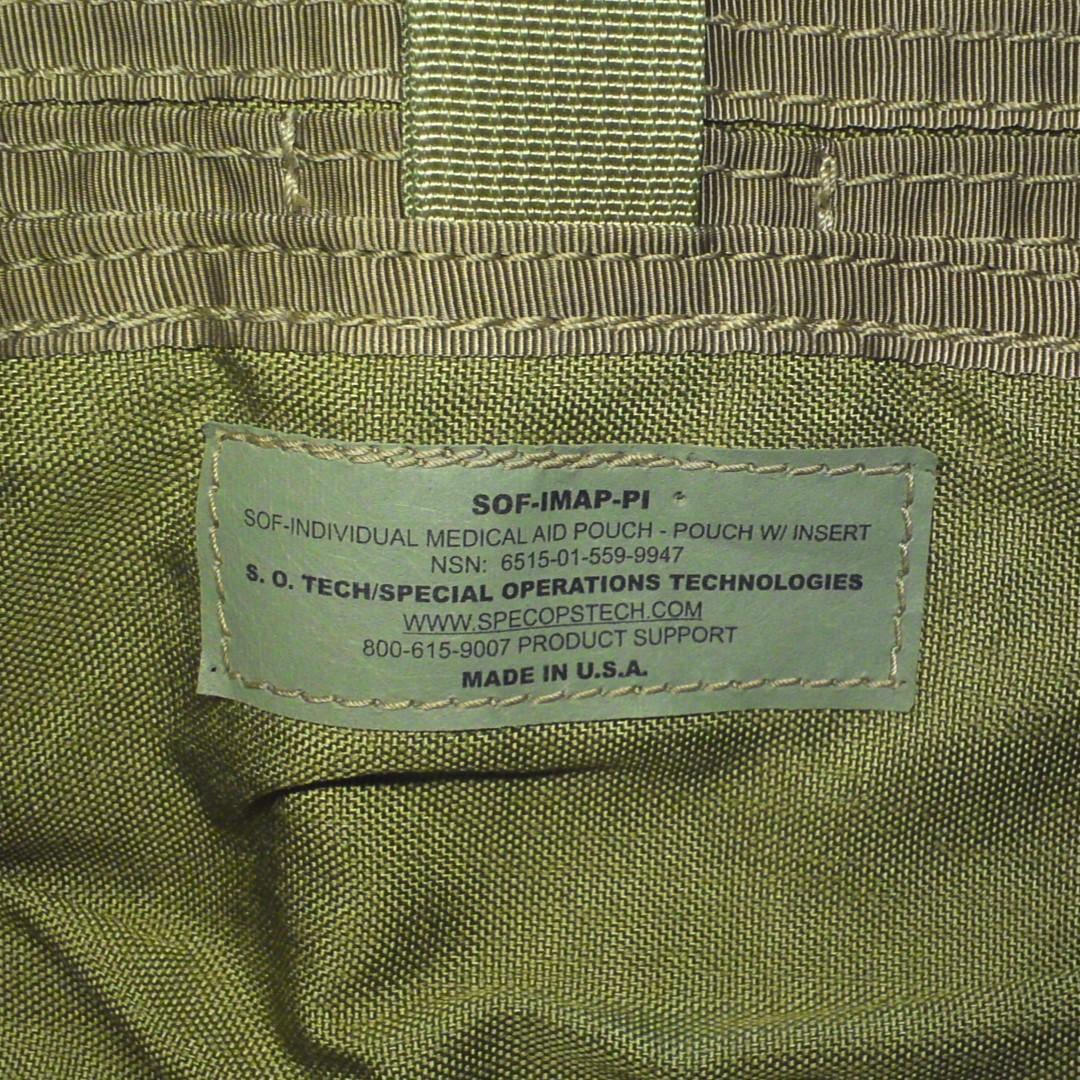 SOF-IMAP-PI
SOF-INDIVIDUAL MEDICAL AID POUCH - POUCH W/ INSERT
NSN: 6515-01-559-9947
S. O. TECH/SPECIAL OPERATIONS TECHNOLOGIES
WWW.SPECOPSTECH.COM
800-615-9007 PRODUCT SUPPORT
MADE IN U.S.A.